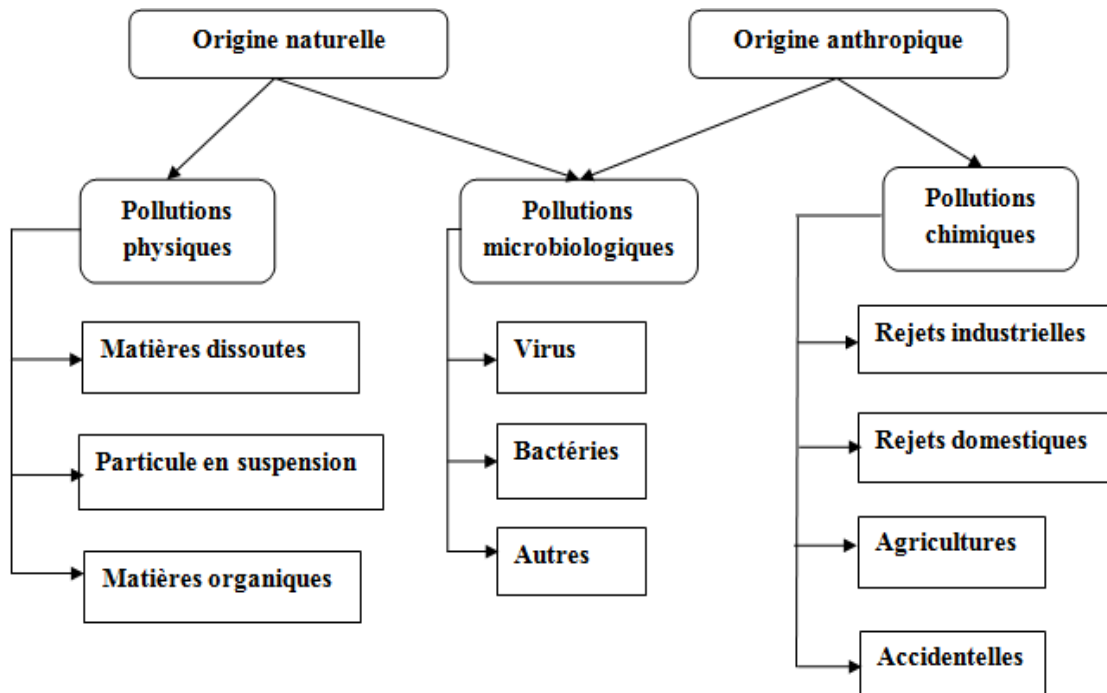 Origine naturelle
Origine anthropique
Pollutions
physiques
Pollutions
microbiologiques
Pollutions
chimiques
Matières dissoutes
Particule en suspension
Matières organiques
Virus
Bactéries
Autres
Rejets industrielles
Rejets domestiques
Agricultures
Accidentelles